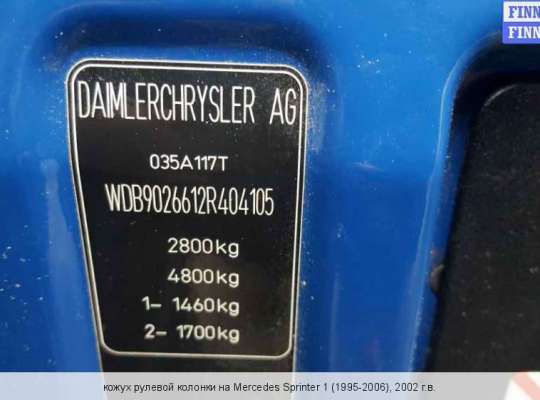 FINN
FINN
DAIMLERCHRYSLER AG
035A117T
WDB9026612R404105
2800kg
4800kg
1– 1460kg
2– 1700kg
кожух рулевой колонки на Mercedes Sprinter 1 (1995-2006), 2002 г.в.